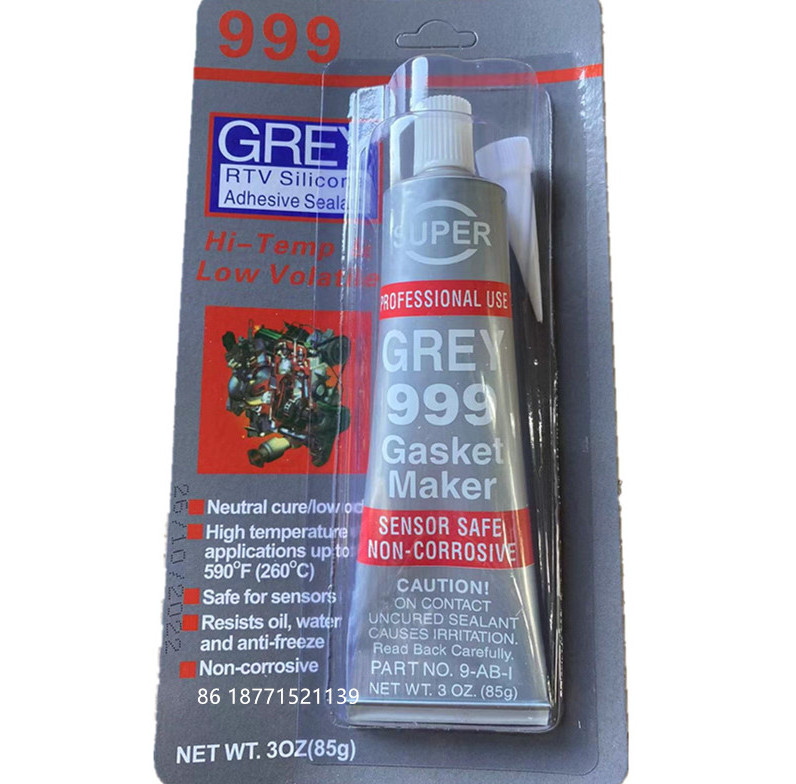 999
GREY
RTV Silicon
Adhesive Seala
Hi-Temp &
Low Volatile
Neutral cure/low od
High temperature
applications up to
590°F (260°C)
Safe for sensors
Resists oil, water
and anti-freeze
Non-corrosive
26/10/2022
86 18771521139
NET WT. 3OZ(85g)
SUPER
PROFESSIONAL USE
GREY
999
Gasket
Maker
SENSOR SAFE
NON-CORROSIVE
CAUTION!
ON CONTACT
UNCURED SEALANT
CAUSES IRRITATION.
Read Back Carefully.
PART NO. 9-AB-I
NET WT. 3 OZ. (85g)